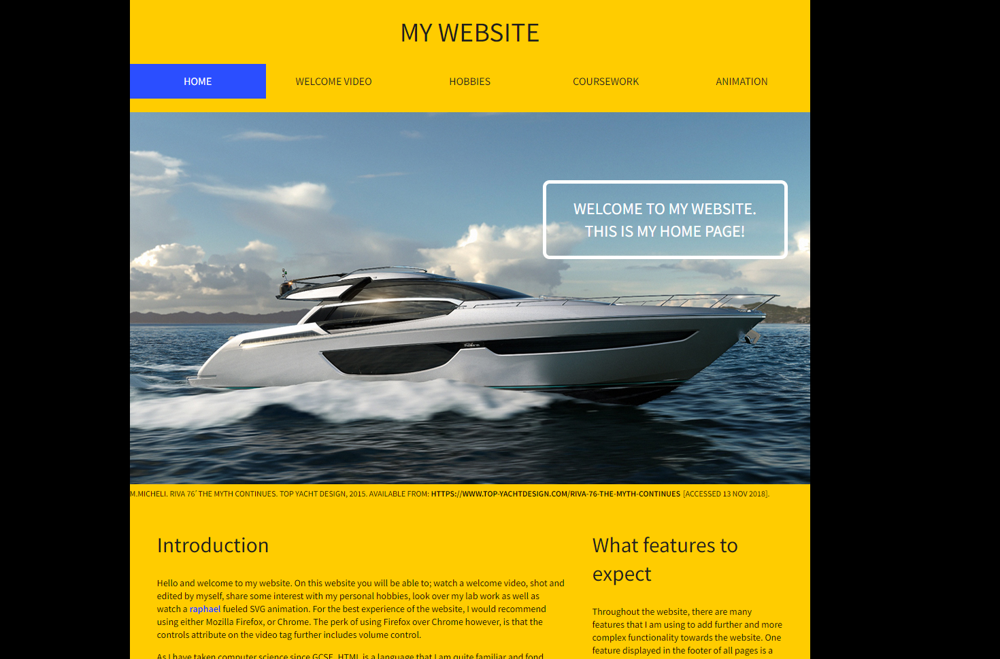 MY WEBSITE
HOME
WELCOME VIDEO
HOBBIES
COURSEWORK
ANIMATION
WELCOME TO MY WEBSITE.
THIS IS MY HOME PAGE!
M.MICHELI. RIVA 76´ THE MYTH CONTINUES. TOP YACHT DESIGN, 2015. AVAILABLE FROM: HTTPS://WWW.TOP-YACHTDESIGN.COM/RIVA-76-THE-MYTH-CONTINUES [ACCESSED 13 NOV 2018].
Introduction
Hello and welcome to my website. On this website you will be able to; watch a welcome video, shot and
edited by myself, share some interest with my personal hobbies, look over my lab work as well as
watch a raphael fueled SVG animation. For the best experience of the website, I would recommend
using either Mozilla Firefox, or Chrome. The perk of using Firefox over Chrome however, is that the
controls attribute on the video tag further includes volume control.
As I have taken computer science since GCSE, HTML is a language that I am quite familiar and fond
What features to
expect
Throughout the website, there are many
features that I am using to add further and more
complex functionality towards the website. One
feature displayed in the footer of all pages is a